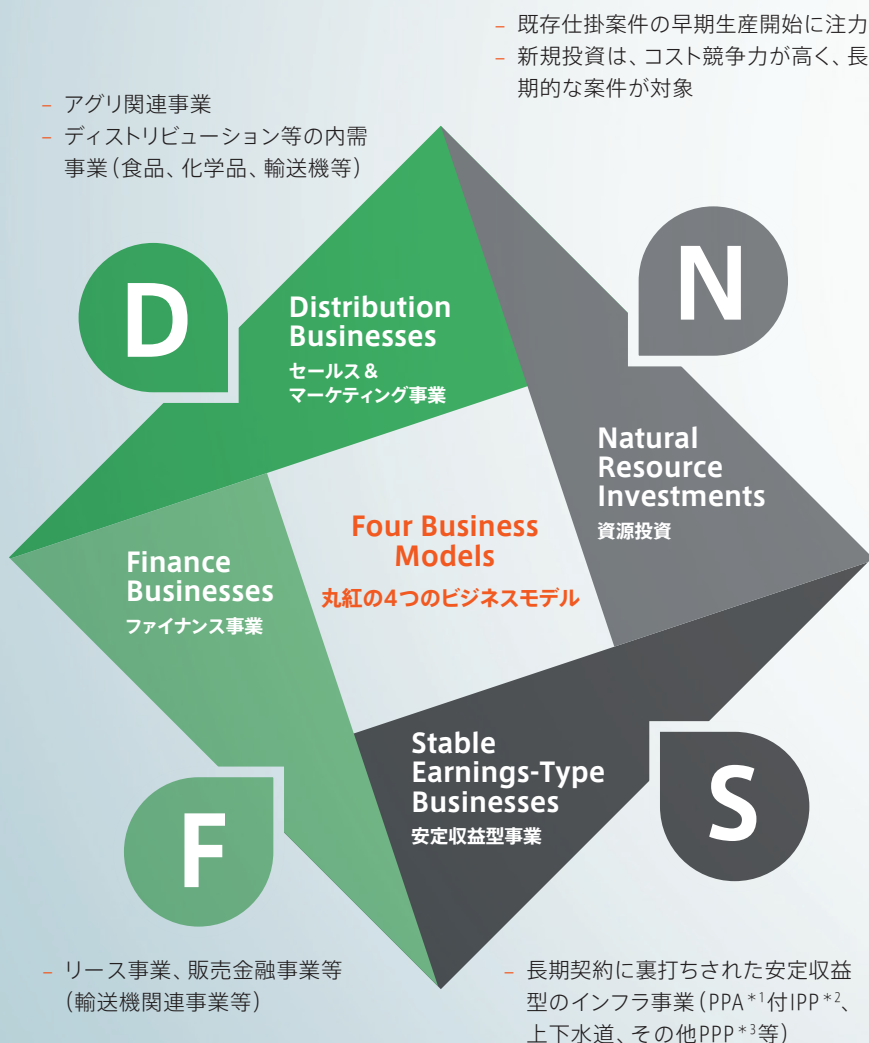 – 既存仕掛案件の早期生産開始に注力
– 新規投資は、コスト競争力が高く、長
期的な案件が対象
– アグリ関連事業
– ディストリビューション等の内需
事業（食品、化学品、輸送機等）
D
Distribution
Businesses
セールス &
マーケティング事業
N
Natural
Resource
Investments
資源投資
Four Business
Models
丸紅の4つのビジネスモデル
Finance
Businesses
ファイナンス事業
F
Stable
Earnings-Type
Businesses
安定収益型事業
S
– リース事業、販売金融事業等
（輸送機関連事業等）
– 長期契約に裏打ちされた安定収益
型のインフラ事業（PPA*1付IPP*2、
上下水道、その他PPP*3等）